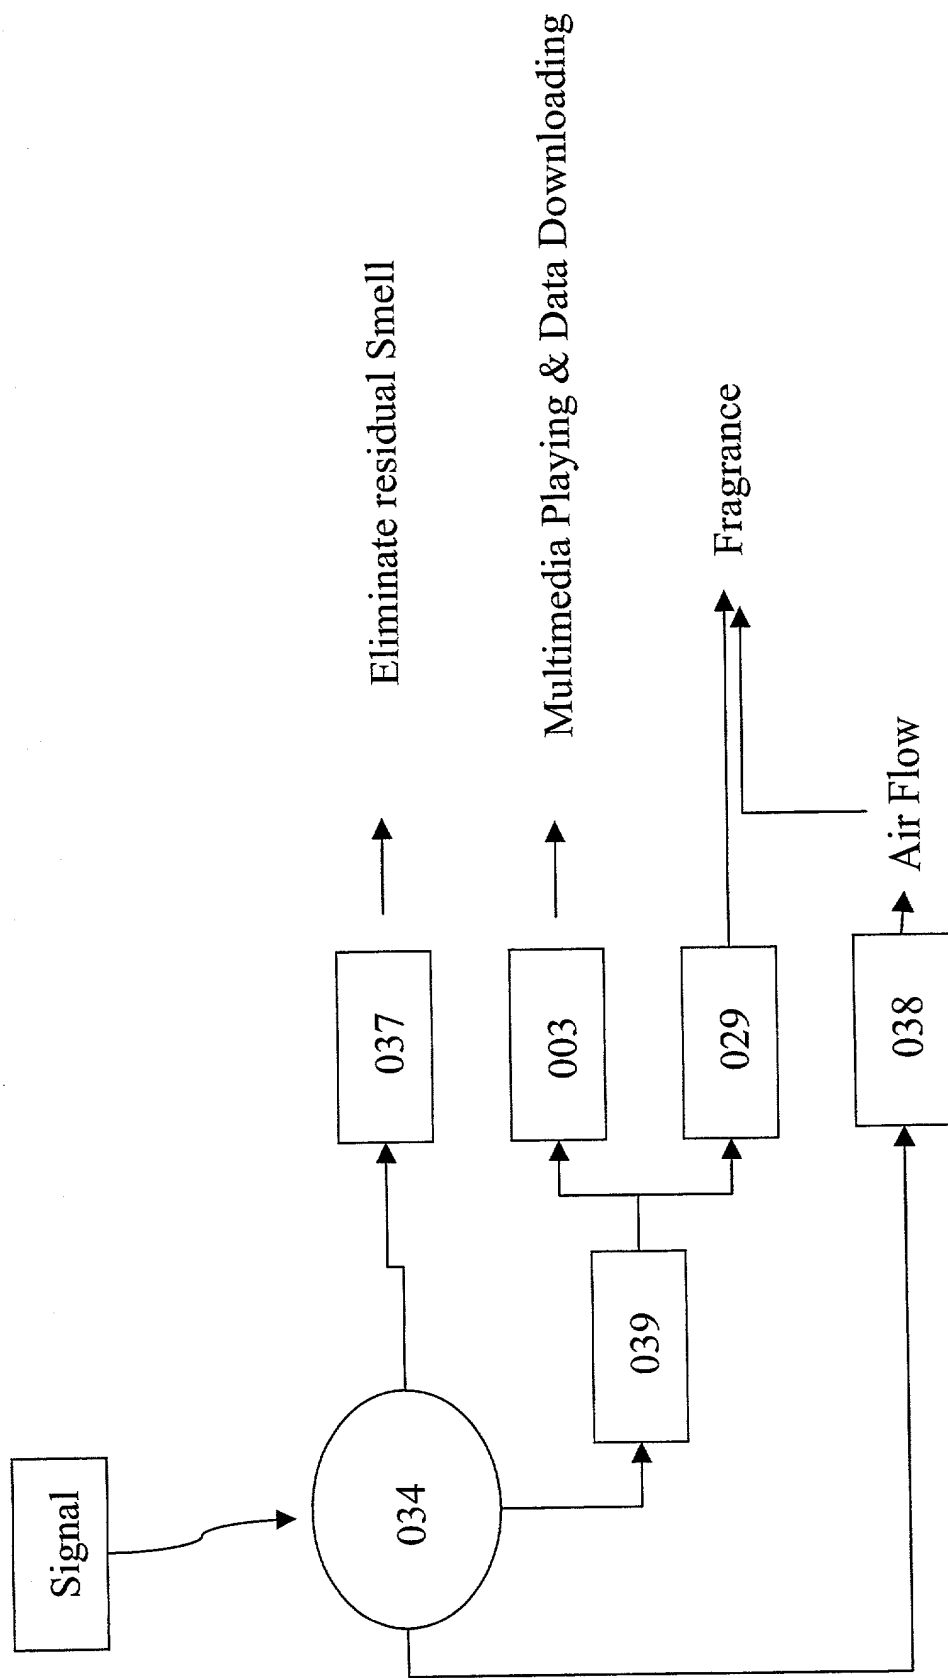 Signal
034
037
Eliminate residual Smell
003
Multimedia Playing & Data Downloading
039
029
Fragrance
038
Air Flow